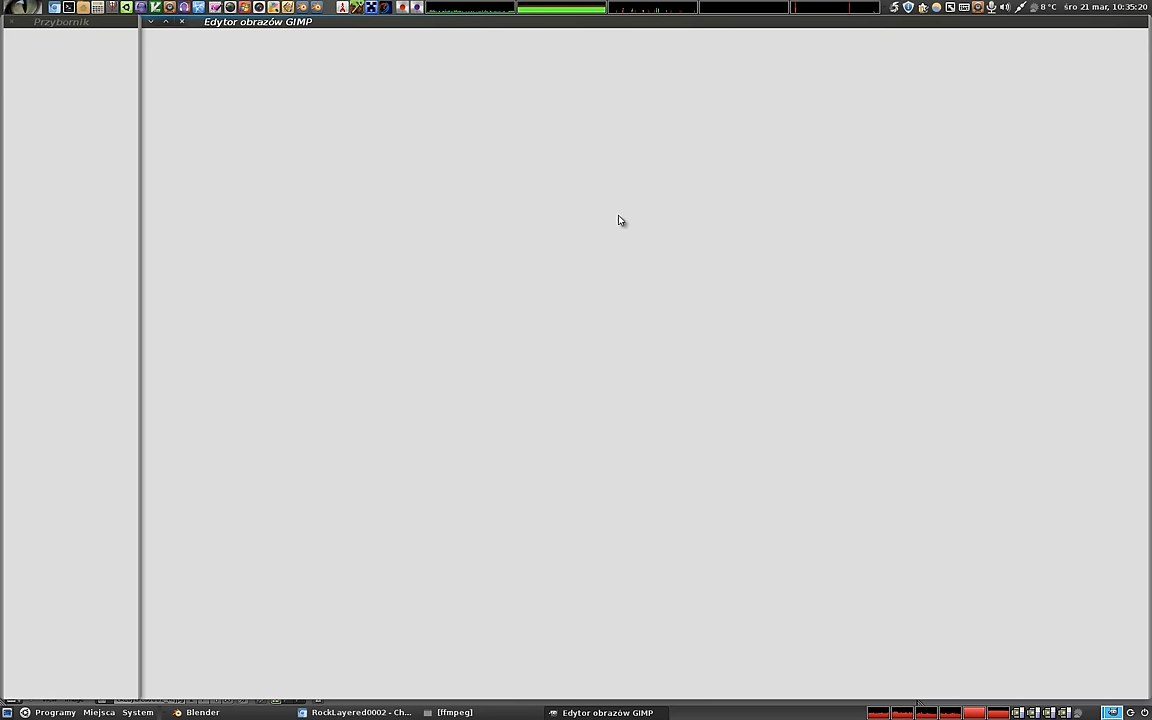 8 °C śro 21 mar, 10:35:20
Przybornik
Edytor obrazów GIMP
Programy Miejsca System
Blender
RockLayered0002 - Ch...
[ffmpeg]
Edytor obrazów GIMP